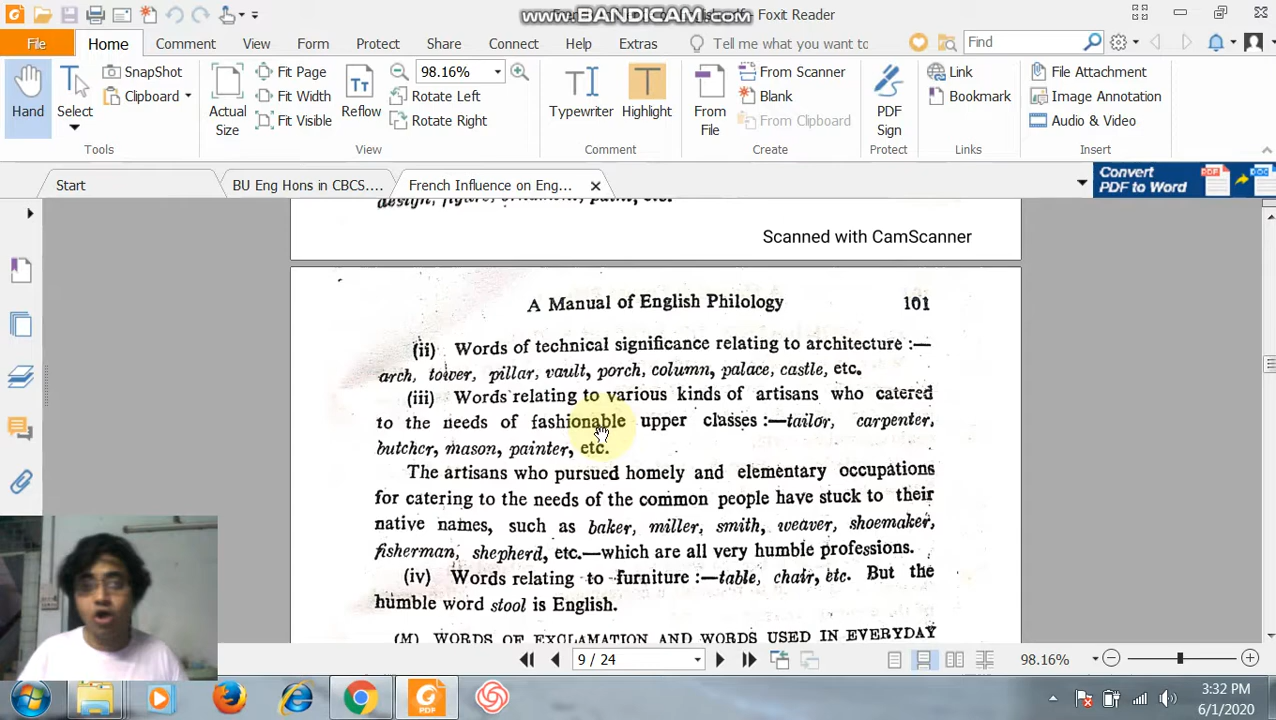 www.BANDICAM.com
Foxit Reader
File Home Comment View Form Protect Share Connect Help Extras Tell me what you want to Find
Hand
Select
SnapShot
Clipboard
Tools
Actual Size
Fit Page
Fit Width
Fit Visible
Reflow
98.16%
Rotate Left
Rotate Right
View
Typewriter
Highlight
Comment
From File
From Scanner
Blank
From Clipboard
Create
PDF Sign
Protect
Link
Bookmark
Links
File Attachment
Image Annotation
Audio & Video
Insert
Start
BU Eng Hons in CBCS....
French Influence on Eng...
Convert
PDF to Word
Scanned with CamScanner
A Manual of English Philology 101
(ii) Words of technical significance relating to architecture :—
arch, tower, pillar, vault, porch, column, palace, castle, etc.
(iii) Words relating to various kinds of artisans who catered
to the needs of fashionable upper classes :—tailor, carpenter,
butcher, mason, painter, etc.
The artisans who pursued homely and elementary occupations
for catering to the needs of the common people have stuck to their
native names, such as baker, miller, smith, weaver, shoemaker,
fisherman, shepherd, etc.—which are all very humble professions.
(iv) Words relating to furniture :—table, chair, etc. But the
humble word stool is English.
(M) WORDS OF EXCLAMATION AND WORDS USED IN EVERYDAY
9 / 24
98.16%
3:32 PM
6/1/2020